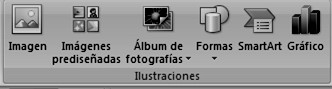 Imagen Imágenes Álbum de Formas SmartArt Gráfico
prediseñadas fotografías
Ilustraciones